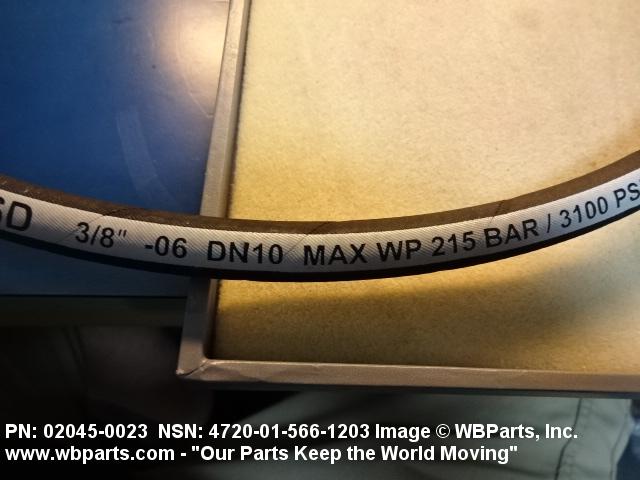 3/8" -06 DN10 MAX WP 215 BAR / 3100
PN: 02045-0023 NSN: 4720-01-566-1203 Image © WBParts, Inc.
www.wbparts.com - "Our Parts Keep the World Moving"